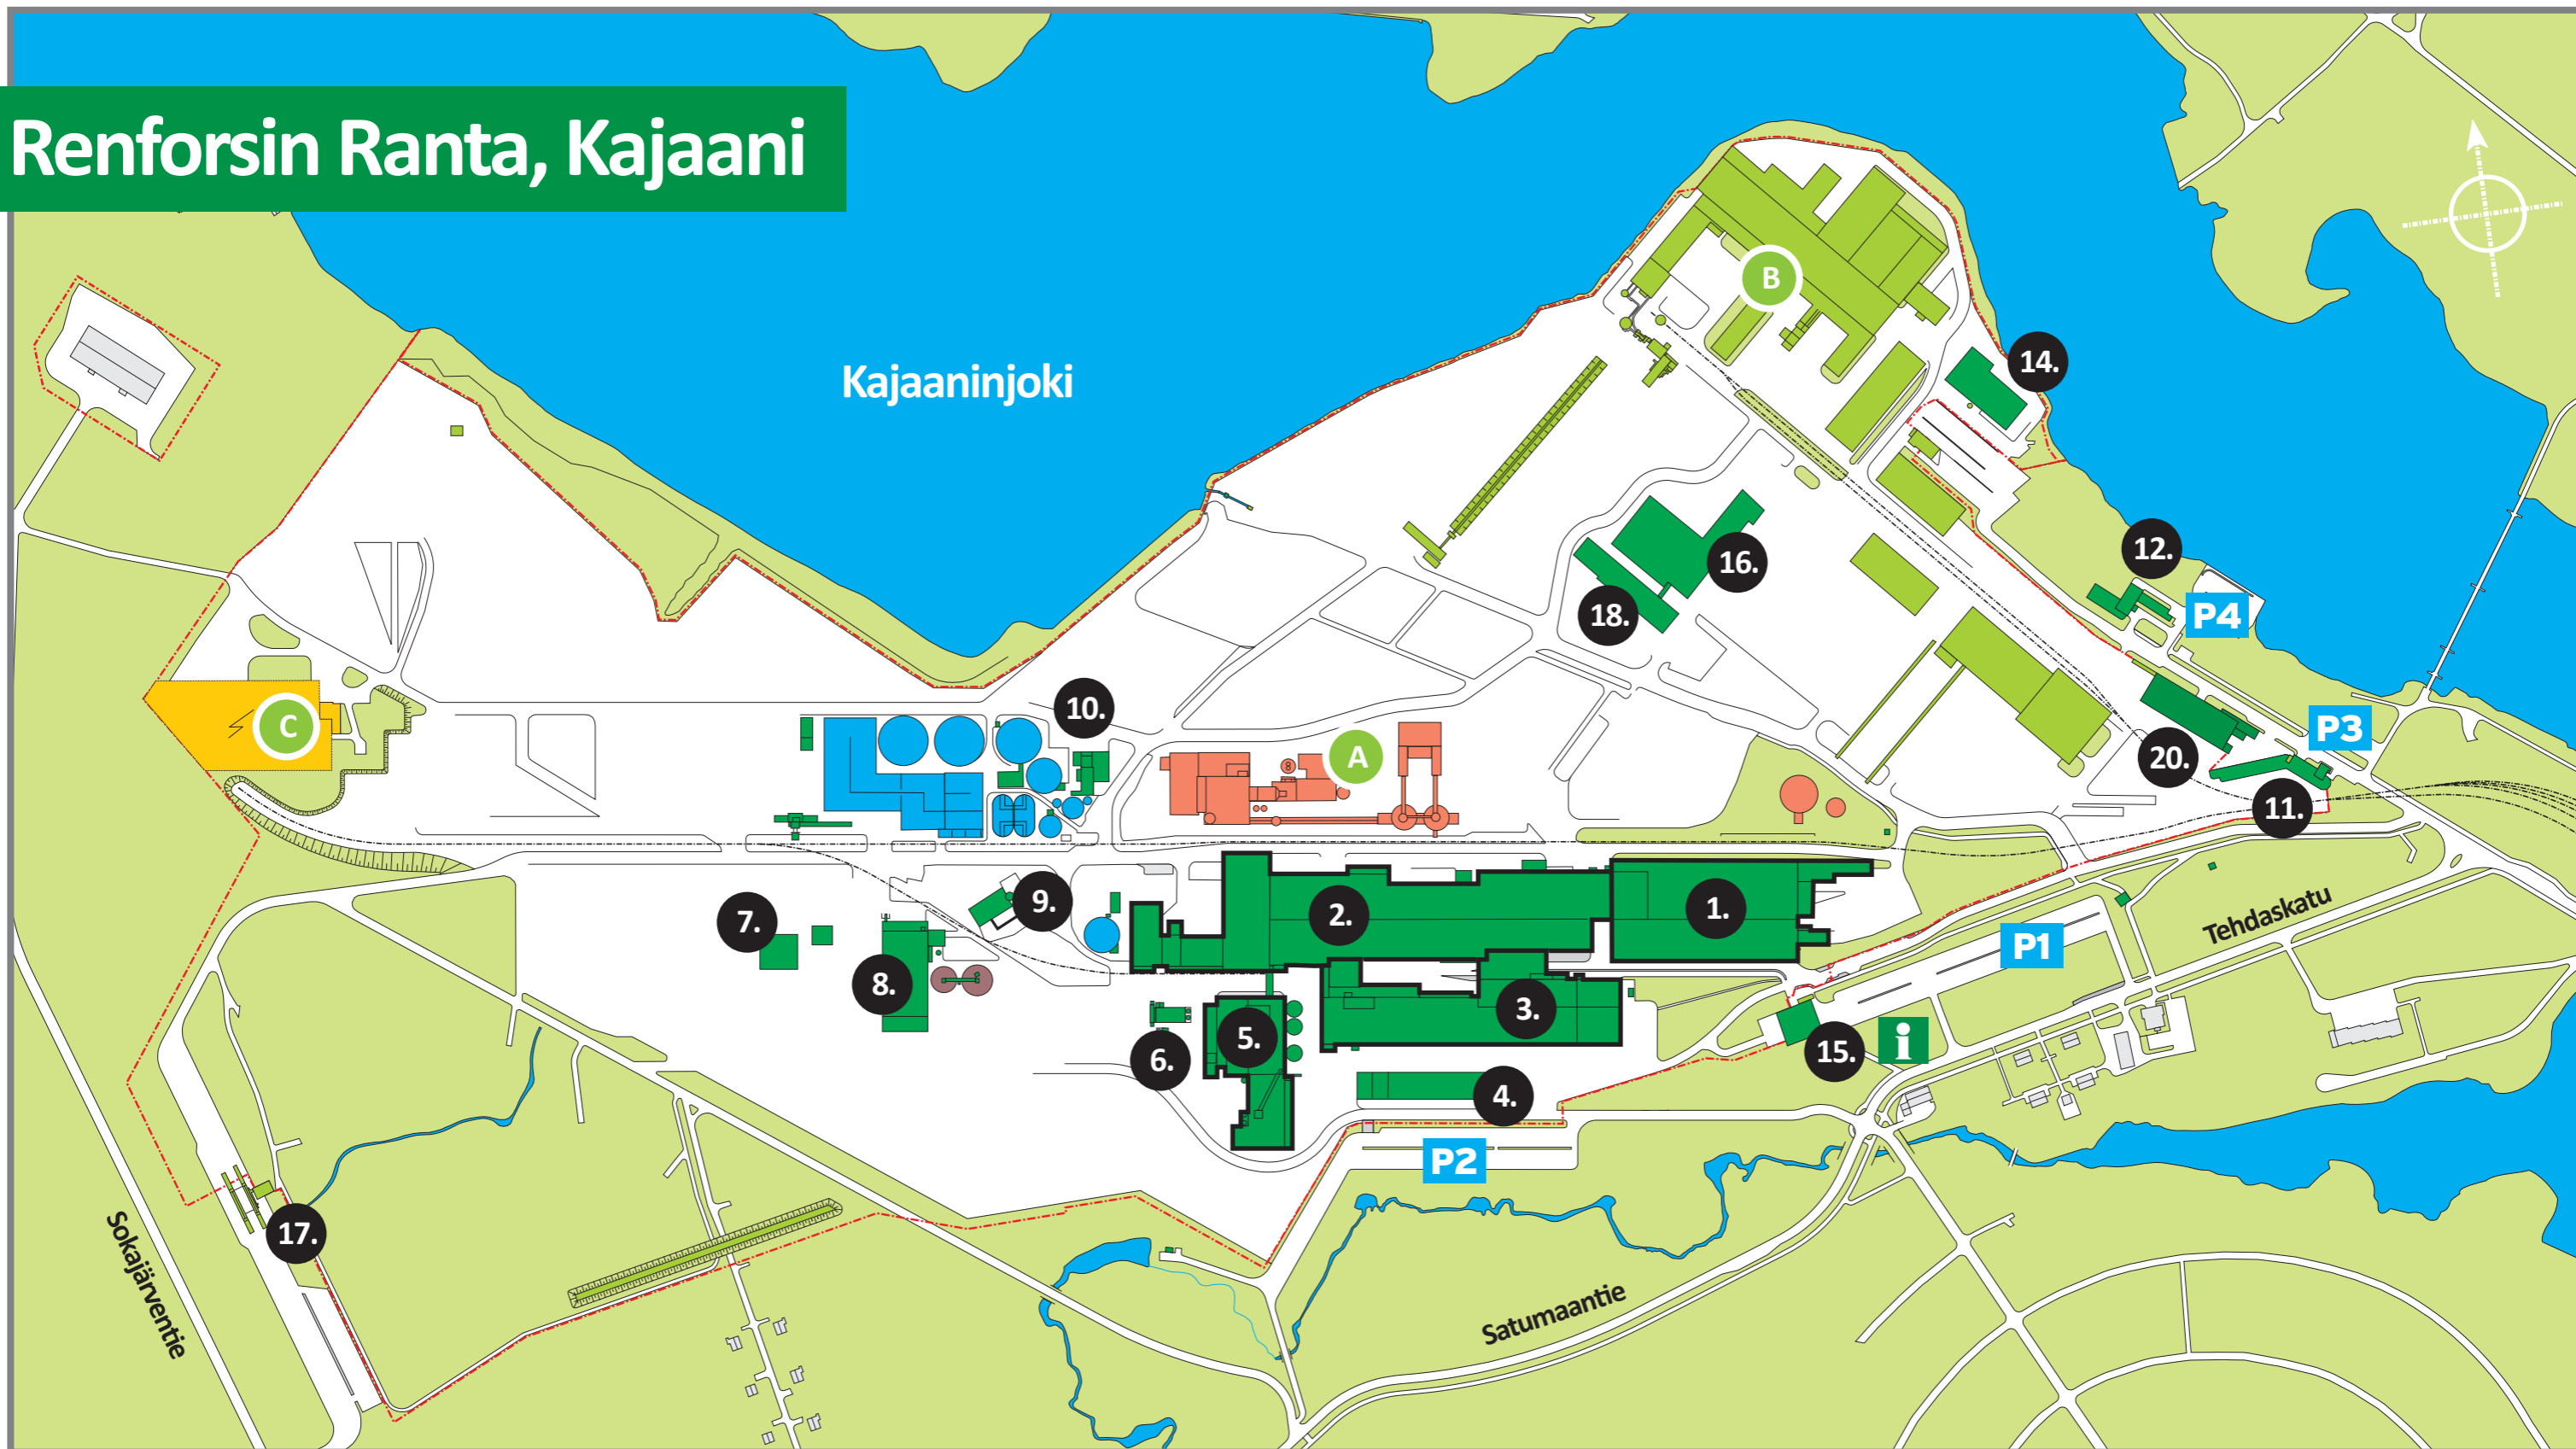 Renforsin Ranta, Kajaani
Kajaaninjoki
B
14.
12.
P4
16.
18.
C
10.
A
P3
20.
11.
7.
9.
2.
1.
P1
Tehdaskatu
8.
3.
5.
6.
15.
i
4.
P2
17.
Sokajärventie
Satumaantie